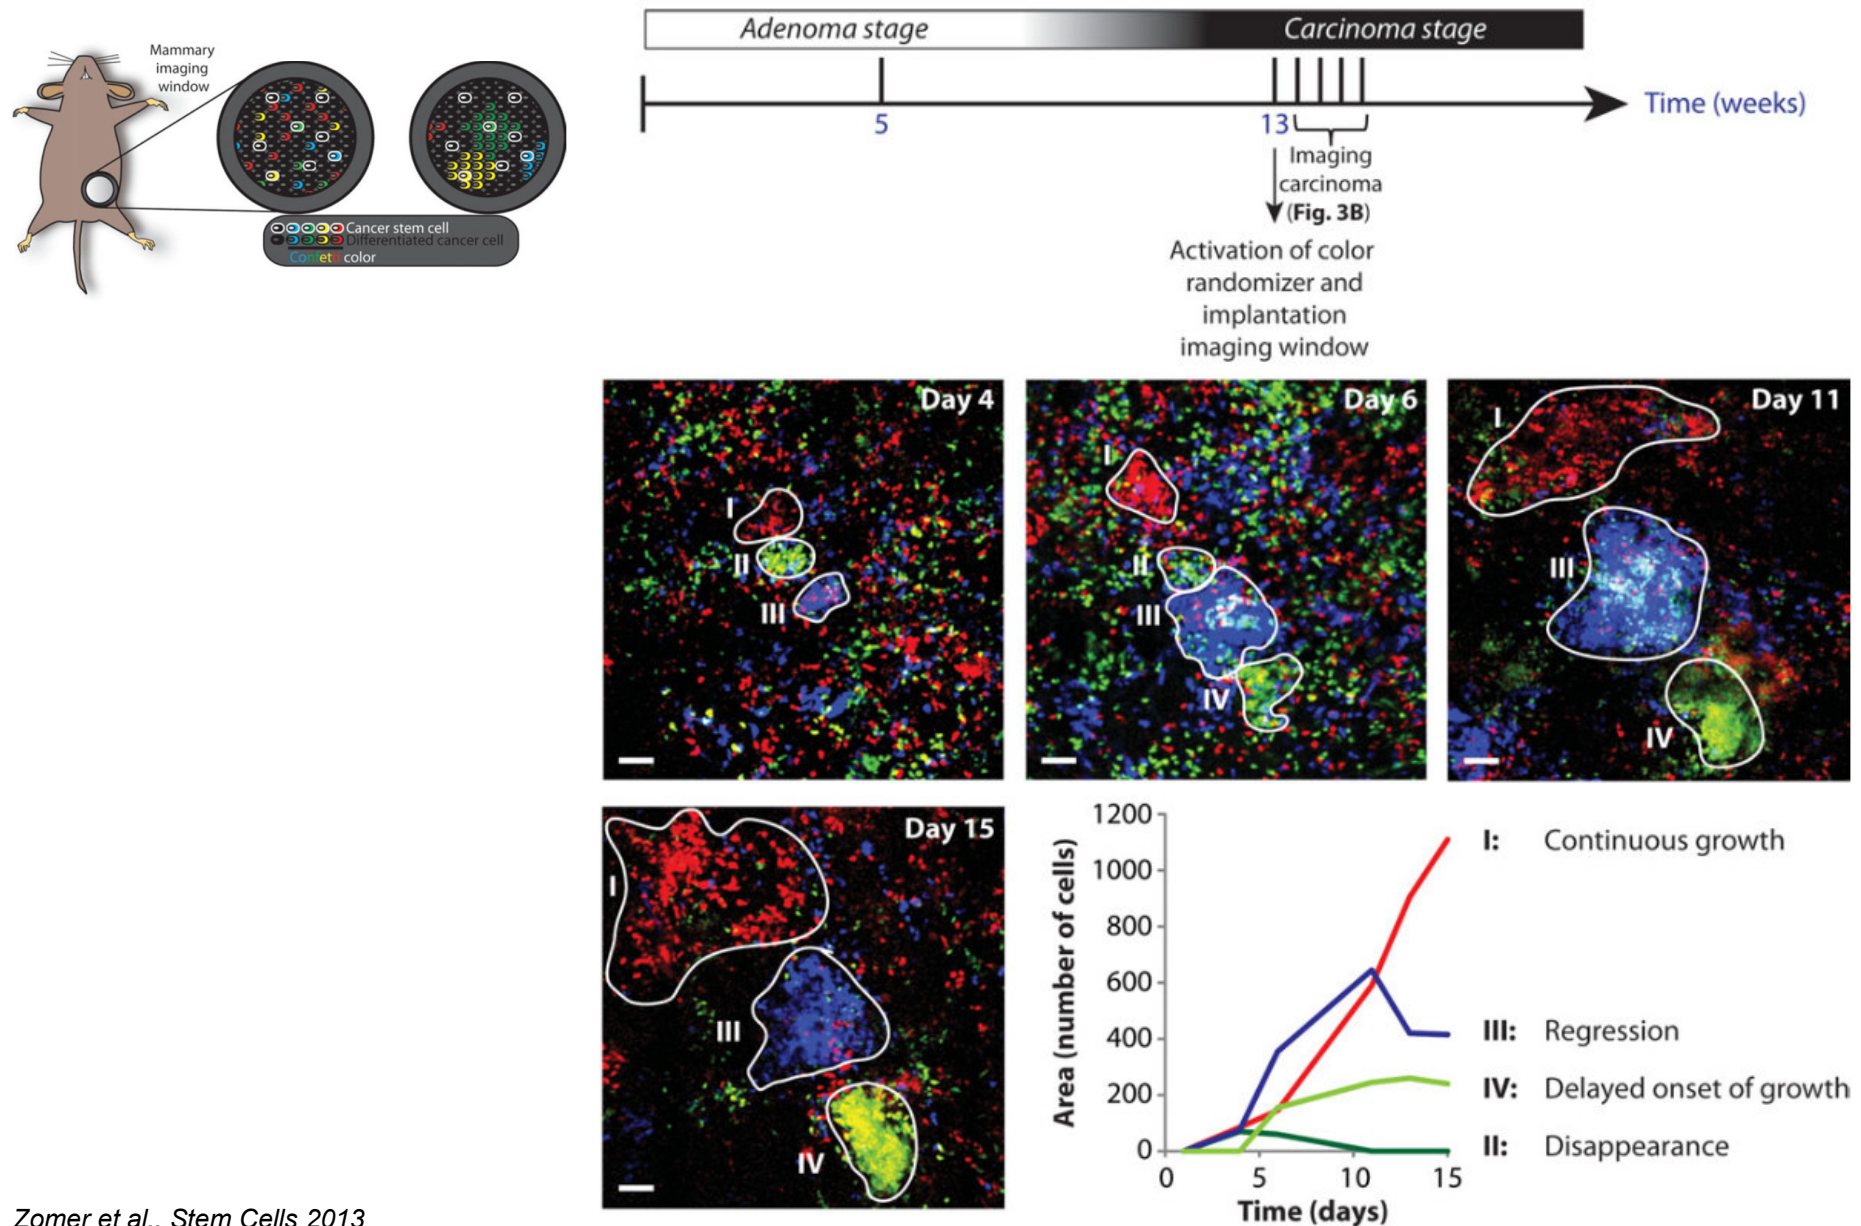 Mammary
imaging
window
Cancer stem cell
Differentiated cancer cell
Confetti color
Adenoma stage
Carcinoma stage
Time (weeks)
5
13
Imaging
carcinoma
(Fig. 3B)
Activation of color
randomizer and
implantation
imaging window
Day 4
I
II
III
Day 6
I
II
III
IV
Day 11
I
III
IV
Day 15
I
III
IV
Area (number of cells)
1200
1000
800
600
400
200
0
0 5 10 15
Time (days)
I: Continuous growth
III: Regression
IV: Delayed onset of growth
II: Disappearance
Zomer et al., Stem Cells 2013